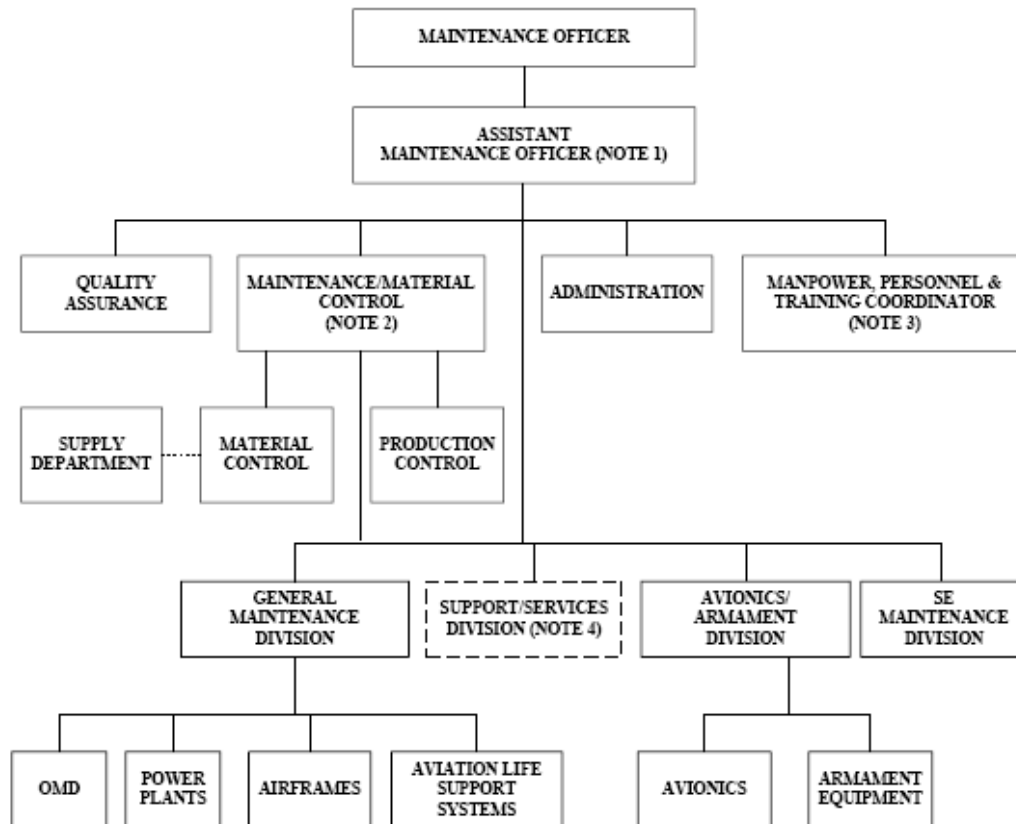 MAINTENANCE OFFICER
ASSISTANT
MAINTENANCE OFFICER (NOTE 1)
QUALITY
ASSURANCE
MAINTENANCE/MATERIAL
CONTROL
(NOTE 2)
ADMINISTRATION
MANPOWER, PERSONNEL &
TRAINING COORDINATOR
(NOTE 3)
SUPPLY
DEPARTMENT
MATERIAL
CONTROL
PRODUCTION
CONTROL
GENERAL
MAINTENANCE
DIVISION
SUPPORT/SERVICES
DIVISION (NOTE 4)
AVIONICS/
ARMAMENT
DIVISION
SE
MAINTENANCE
DIVISION
OMD
POWER
PLANTS
AIRFRAMES
AVIATION LIFE
SUPPORT
SYSTEMS
AVIONICS
ARMAMENT
EQUIPMENT